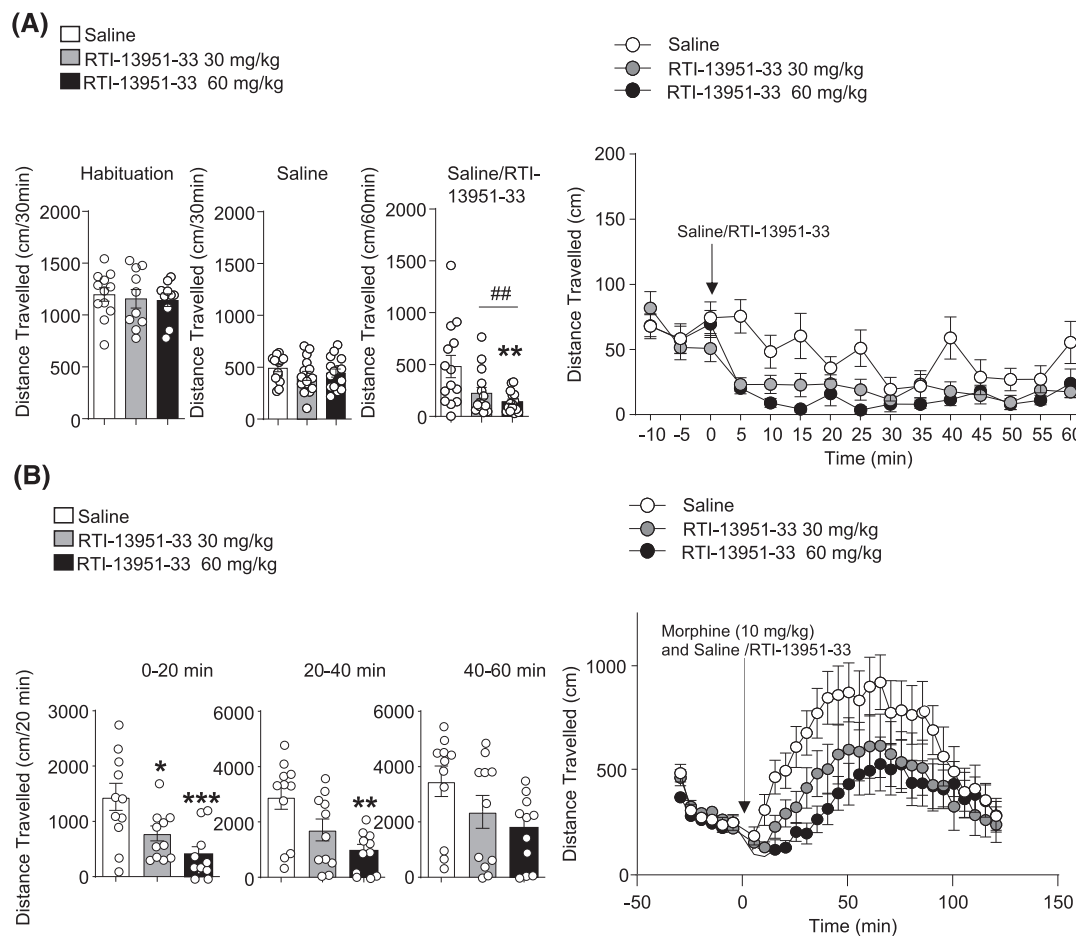 (A)
Saline
RTI-13951-33 30 mg/kg
RTI-13951-33 60 mg/kg
Saline
RTI-13951-33 30 mg/kg
RTI-13951-33 60 mg/kg
Habituation
Distance Travelled (cm/30min)
2000
1500
1000
500
0
Saline
Distance Travelled (cm/30min)
2000
1500
1000
500
0
Saline/RTI-
13951-33
Distance Travelled (cm/60min)
2000
1500
1000
500
0
##
**
Distance Travelled (cm)
200
150
100
50
0
Saline/RTI-13951-33
-10 -5 0 5 10 15 20 25 30 35 40 45 50 55 60
Time (min)
(B)
Saline
RTI-13951-33 30 mg/kg
RTI-13951-33 60 mg/kg
Saline
RTI-13951-33 30 mg/kg
RTI-13951-33 60 mg/kg
Distance Travelled (cm/20 min)
0-20 min
3000
2000
1000
0
*
***
20-40 min
6000
4000
2000
0
**
40-60 min
6000
4000
2000
0
Distance Travelled (cm)
1000
500
0
Morphine (10 mg/kg)
and Saline /RTI-13951-33
-50 0 50 100 150
Time (min)